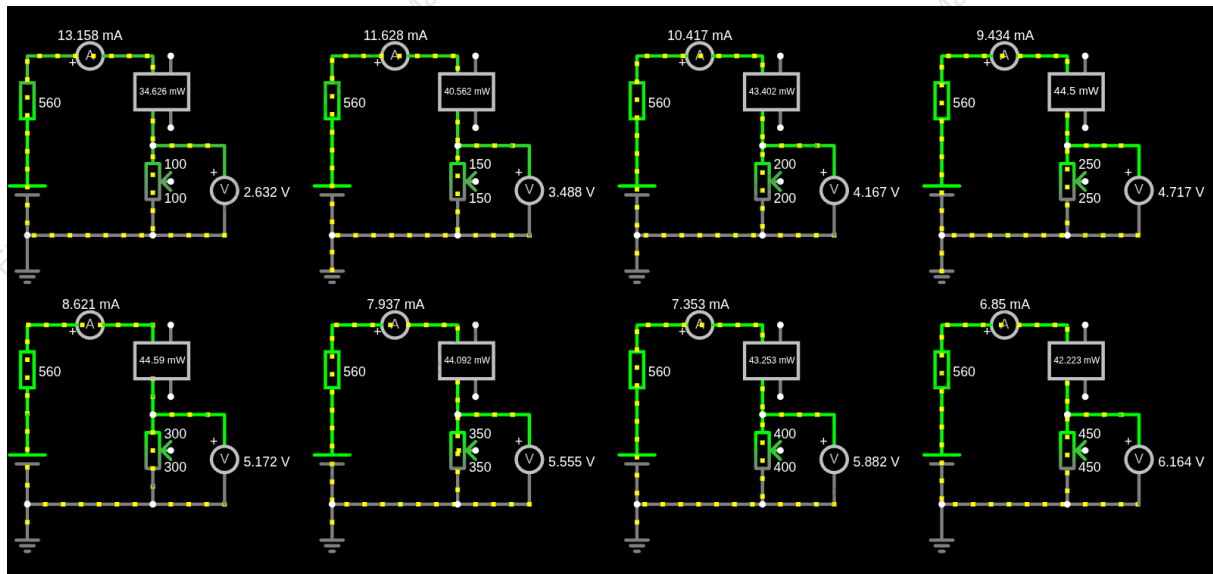 13.158 mA
A
+
560
34.626 mW
100
100
+
V
2.632 V
11.628 mA
A
+
560
40.562 mW
150
150
+
V
3.488 V
10.417 mA
A
+
560
43.402 mW
200
200
+
V
4.167 V
9.434 mA
A
+
560
44.5 mW
250
250
+
V
4.717 V
8.621 mA
A
+
560
44.59 mW
300
300
+
V
5.172 V
7.937 mA
A
+
560
44.092 mW
350
350
+
V
5.555 V
7.353 mA
A
+
560
43.253 mW
400
400
+
V
5.882 V
6.85 mA
A
+
560
42.223 mW
450
450
+
V
6.164 V